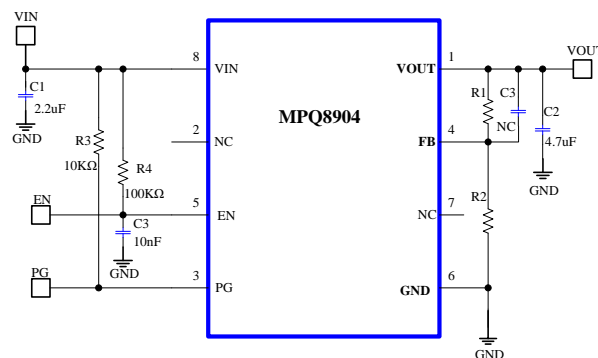 VIN
C1
2.2uF
GND
R3
10KΩ
R4
100KΩ
EN
C3
10nF
GND
PG
8
VIN
2
NC
5
EN
3
PG
MPQ8904
1
VOUT
4
FB
7
NC
6
GND
R1
C3
NC
C2
4.7uF
GND
R2
GND
VOUT